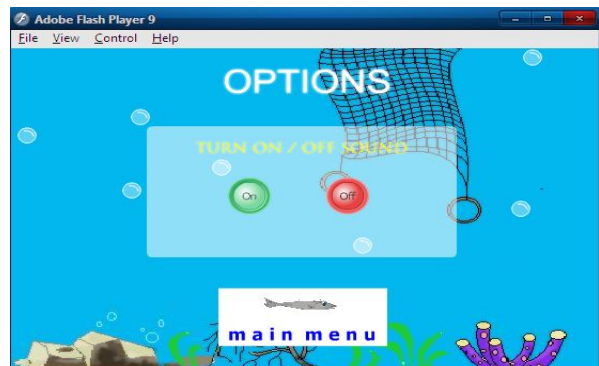 Adobe Flash Player 9
File View Control Help
OPTIONS
TURN ON / OFF SOUND
On Off
main menu